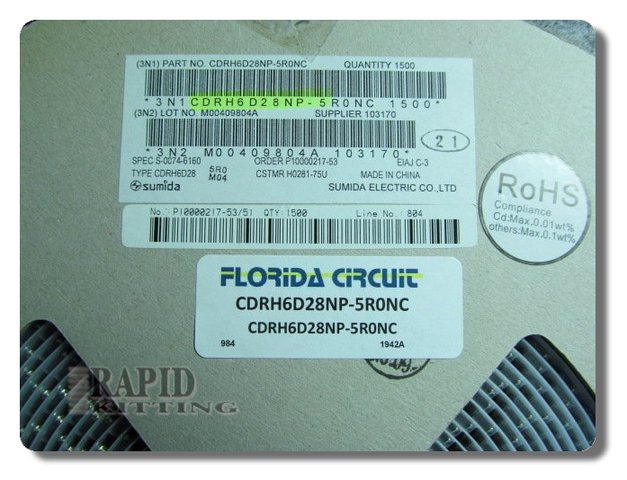 (3N1) PART NO. CDRH6D28NP-5R0NC QUANTITY 1500
*3N1CDRH6D28NP-5R0NC 1500*
(3N2) LOT NO. M00409804A SUPPLIER 103170
*3N2 M00409804A 103170*
21
SPEC S-0074-6160 ORDER P10000217-53 EIAJ C-3
TYPE CDRH6D28 5R0 CSTMR H0281-75U MADE IN CHINA
M04
sumida SUMIDA ELECTRIC CO.,LTD
No.: P10000217-53/51 QTY:1500 Line No.: 804
RoHS
Compliance
Cd:Max.0.01wt%
others:Max.0.1wt%
FLORIDA CIRCUIT
CDRH6D28NP-5R0NC
CDRH6D28NP-5R0NC
984 1942A
RAPID
KITTING